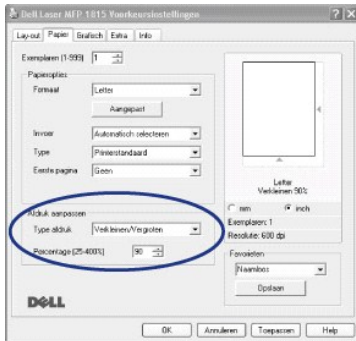 Dell Laser MFP 1815 Voorkeursinstellingen
Lay-out Papier Grafisch Extra Info
Exemplaren (1-999) 1
Papieropties
Formaat Letter
Aangepast
Invoer Automatisch selecteren
Type Printerstandaard
Eerste pagina Geen
Letter
Verkleinen 90%
mm inch
Exemplaren: 1
Resolutie: 600 dpi
Afdruk aanpassen
Type afdruk Verkleinen/Vergroten
Percentage (25-400%) 90
Favorieten
Naamloos
Opslaan
DELL
OK Annuleren Toepassen Help